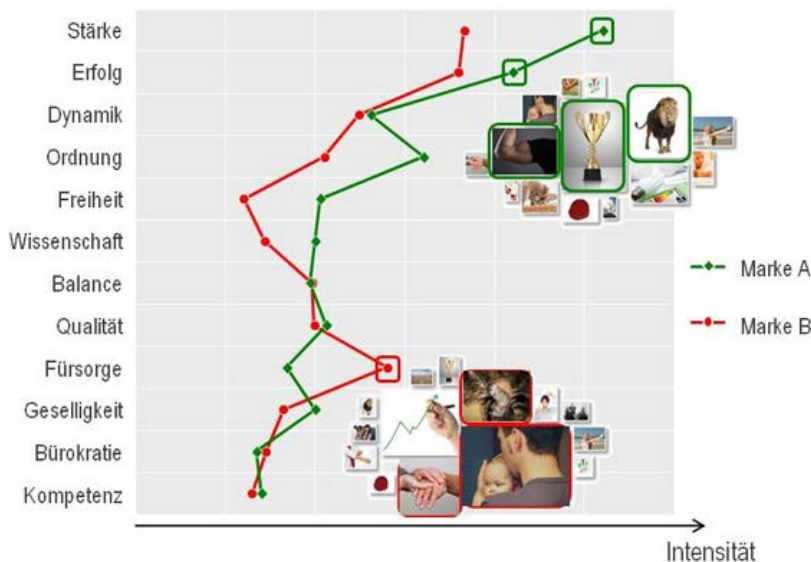 Stärke
Erfolg
Dynamik
Ordnung
Freiheit
Wissenschaft
Balance
Qualität
Fürsorge
Geselligkeit
Bürokratie
Kompetenz
Marke A
Marke B
Intensität